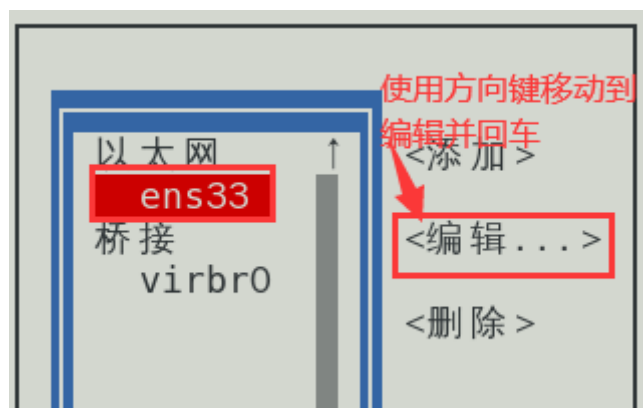 使用方向键移动到
编辑并回车
以太网 ↑
<添加>
ens33
桥接
<编辑...>
virbr0
<删除>